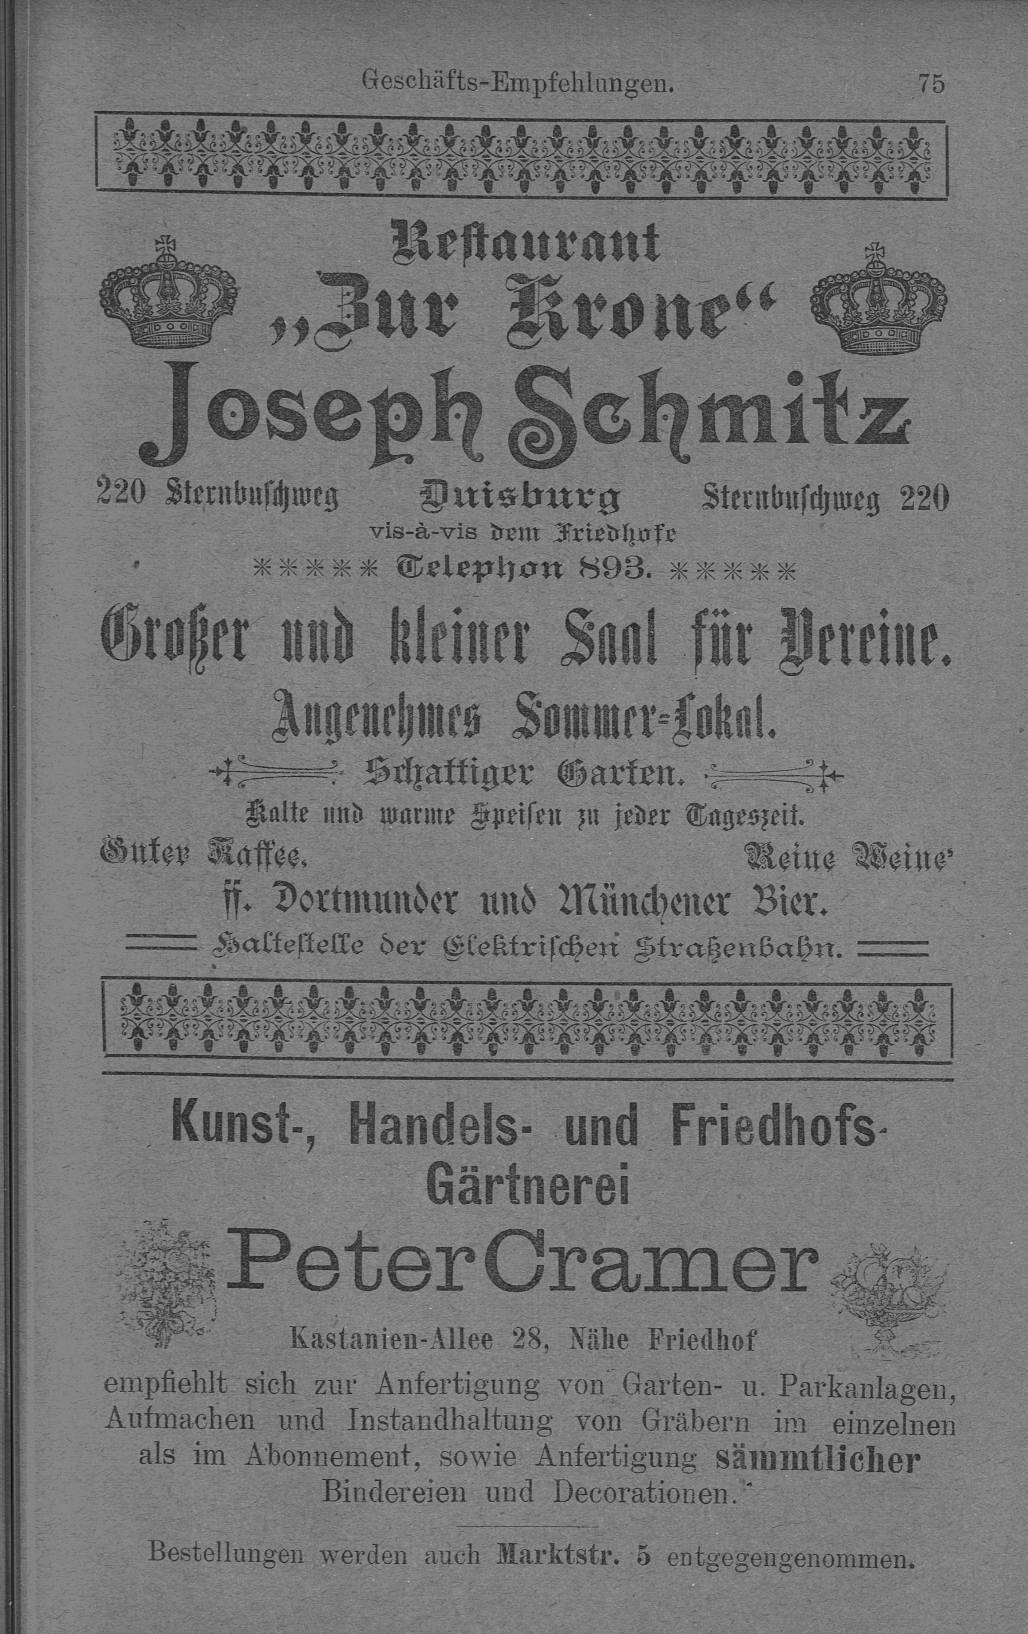 Geschäfts-Empfehlungen. 75
Restaurant
„Zur Krone“
Joseph Schmitz
220 Sternbuschweg Duisburg Sternbuschweg 220
vis-à-vis dem Friedhofe
***** Telephon 893. *****
Großer und kleiner Saal für Vereine.
Angenehmes Sommer-Lokal.
Schattiger Garten.
Kalte und warme Speisen zu jeder Tageszeit.
Guter Kaffee. Reine Weine
ff. Dortmunder und Münchener Bier.
Haltestelle der Elektrischen Straßenbahn.
Kunst-, Handels- und Friedhofs-
Gärtnerei
Peter Cramer
Kastanien-Allee 28, Nähe Friedhof
empfiehlt sich zur Anfertigung von Garten- u. Parkanlagen,
Aufmachen und Instandhaltung von Gräbern im einzelnen
als im Abonnement, sowie Anfertigung sämmtlicher
Bindereien und Decorationen.
Bestellungen werden auch Marktstr. 5 entgegengenommen.